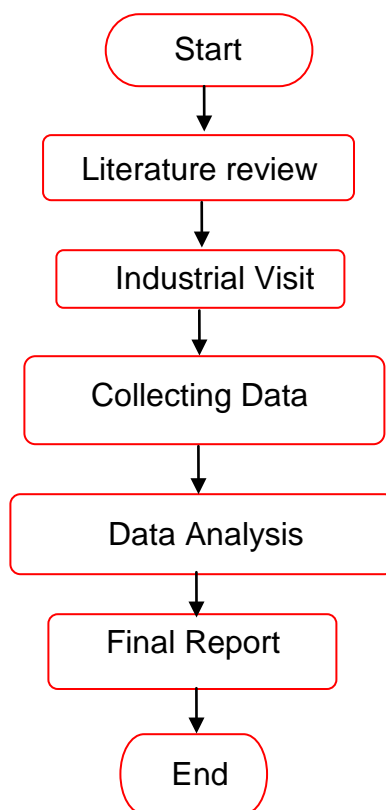 Start
Literature review
Industrial Visit
Collecting Data
Data Analysis
Final Report
End